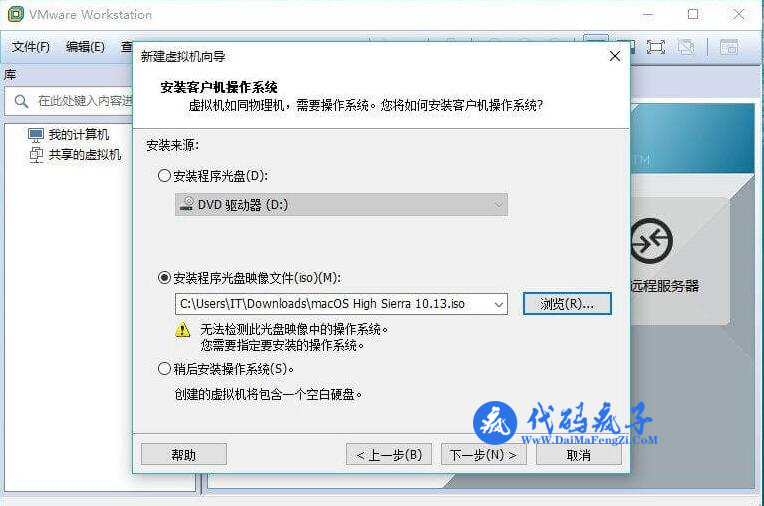 VMware Workstation
文件(F) 编辑(E) 查
库
在此处键入内容进
我的计算机
共享的虚拟机
新建虚拟机向导
安装客户机操作系统
虚拟机如同物理机，需要操作系统。您将如何安装客户机操作系统?
安装来源:
安装程序光盘(D):
DVD 驱动器 (D:)
安装程序光盘映像文件(iso)(M):
C:\Users\IT\Downloads\macOS High Sierra 10.13.iso
浏览(R)...
无法检测此光盘映像中的操作系统。
您需要指定要安装的操作系统。
稍后安装操作系统(S)。
创建的虚拟机将包含一个空白硬盘。
帮助 < 上一步(B) 下一步(N) > 取消
TM
远程服务器
疯 代码疯子
Www.DaiMaFengZi.CoM